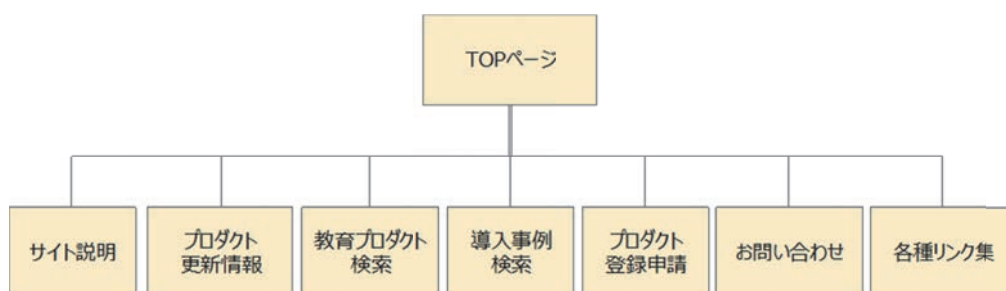 TOPページ
サイト説明
プロダクト
更新情報
教育プロダクト
検索
導入事例
検索
プロダクト
登録申請
お問い合わせ
各種リンク集